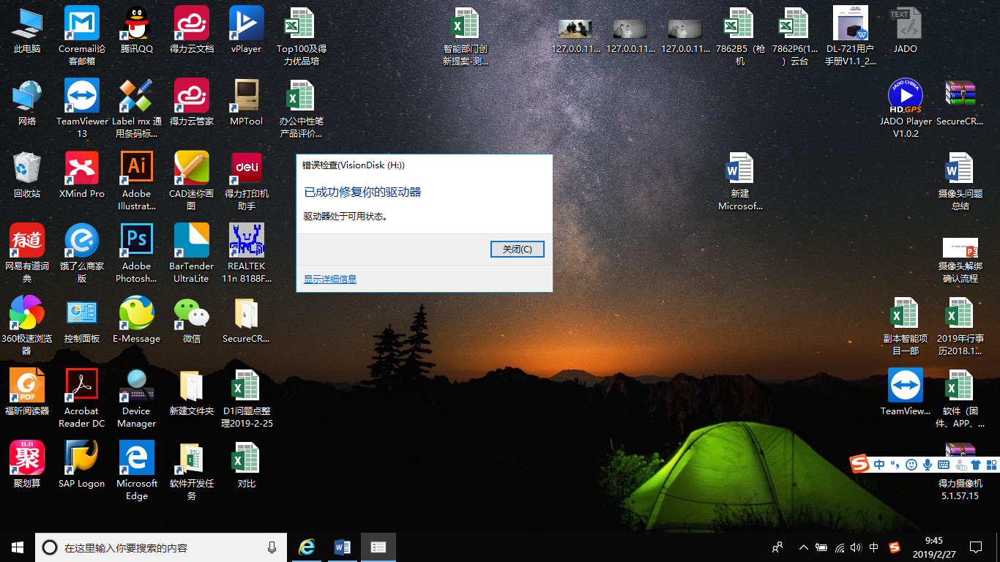 此电脑
Coremail论
客邮箱
腾讯QQ
得力云文档
vPlayer
Top100及得
力优品培
智能部门创
新提案-测...
127.0.0.11...
127.0.0.11...
127.0.0.11...
7862B5（枪
机
7862P6(1...
）云台
DL-721用户
手册V1.1_2...
TEXT
JADO
网络
TeamViewer
13
Label mx 通
用条码标...
得力云管家
MPTool
办公中性笔
产品评价...
JADO CHINA
HD.GPS
JADO Player
V1.0.2
SecureCR...
回收站
XMind Pro
Ai
Adobe
Illustrat...
CAD迷你画
图
deli
得力打印机
助手
错误检查(VisionDisk (H:))
已成功修复你的驱动器
驱动器处于可用状态。
关闭(C)
显示详细信息
新建
Microsof...
摄像头问题
总结
有道
网易有道词
典
饿了么商家
版
Ps
Adobe
Photosh...
BarTender
UltraLite
REALTEK
11n 8188F...
摄像头解绑
确认流程
360极速浏览
器
控制面板
E-Message
微信
SecureCR...
副本智能项
目一部
2019年行事
历2018.1...
PDF
福昕阅读器
Acrobat
Reader DC
Device
Manager
新建文件夹
D1问题点整
理2019-2-25
TeamView...
软件（固
件、APP、...
11.11
聚
聚划算
SAP Logon
Microsoft
Edge
软件开发任
务
对比
中
得力摄像机
5.1.57.15
在这里输入你要搜索的内容
中
9:45
2019/2/27